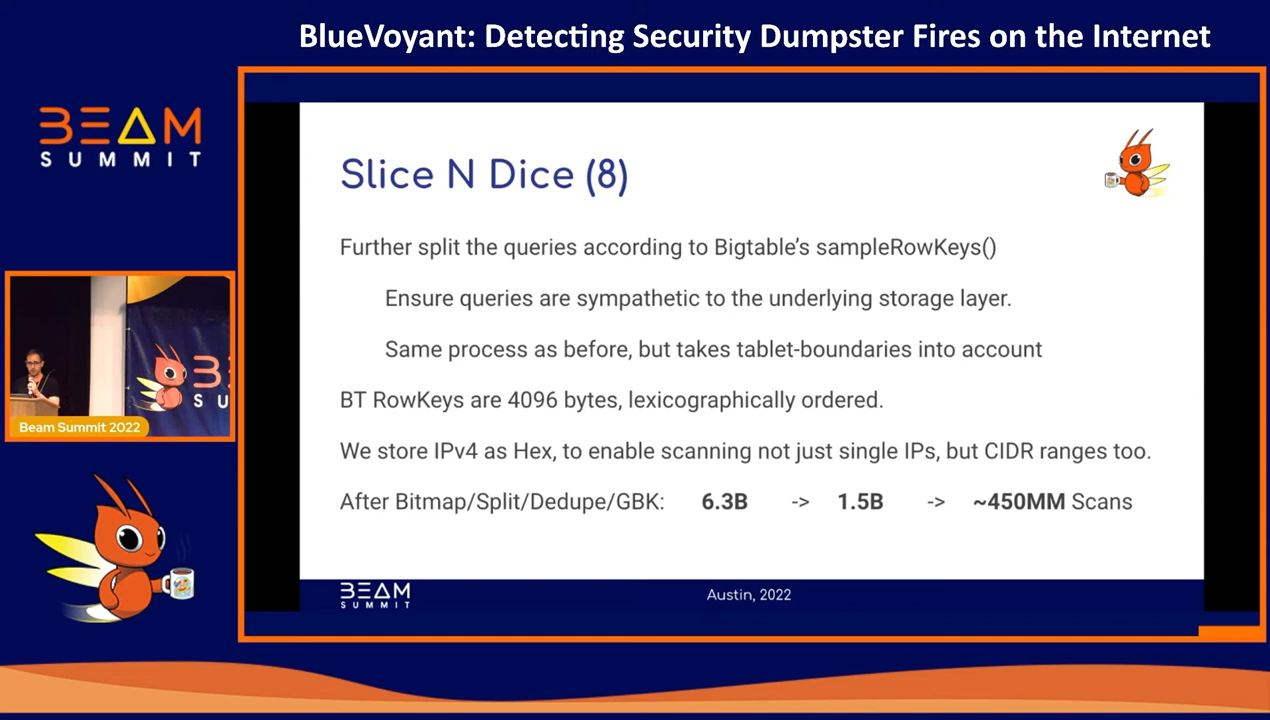 BlueVoyant: Detecting Security Dumpster Fires on the Internet
BEAM
SUMMIT
Slice N Dice (8)
Further split the queries according to Bigtable's sampleRowKeys()
Ensure queries are sympathetic to the underlying storage layer.
Same process as before, but takes tablet-boundaries into account
BT RowKeys are 4096 bytes, lexicographically ordered.
We store IPv4 as Hex, to enable scanning not just single IPs, but CIDR ranges too.
After Bitmap/Split/Dedupe/GBK: 6.3B -> 1.5B -> ~450MM Scans
B
S U
Beam Summit 2022
BEAM
SUMMIT
Austin, 2022